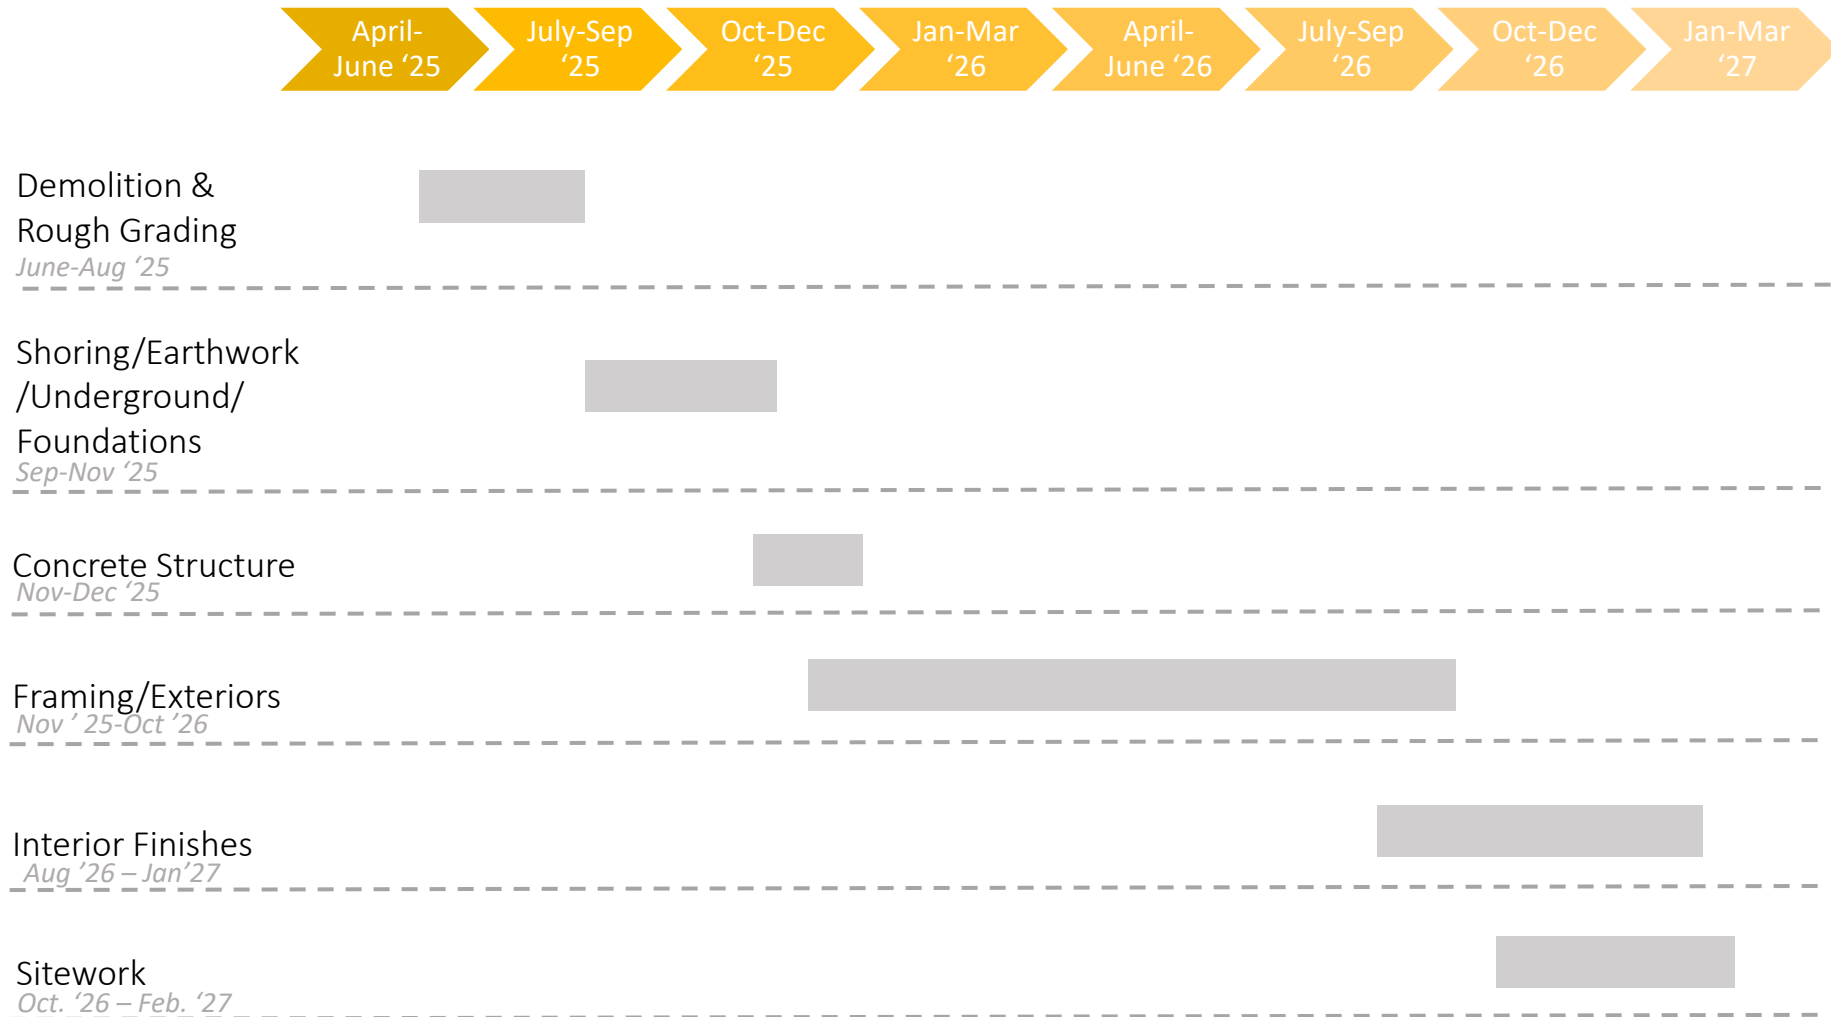 April-
June ‘25
July-Sep
‘25
Oct-Dec
‘25
Jan-Mar
‘26
April-
June ‘26
July-Sep
‘26
Oct-Dec
‘26
Jan-Mar
‘27
Demolition &
Rough Grading
June-Aug ‘25
Shoring/Earthwork
/Underground/
Foundations
Sep-Nov ‘25
Concrete Structure
Nov-Dec ‘25
Framing/Exteriors
Nov ’ 25-Oct ’26
Interior Finishes
Aug ’26 – Jan’27
Sitework
Oct. ‘26 – Feb. ‘27